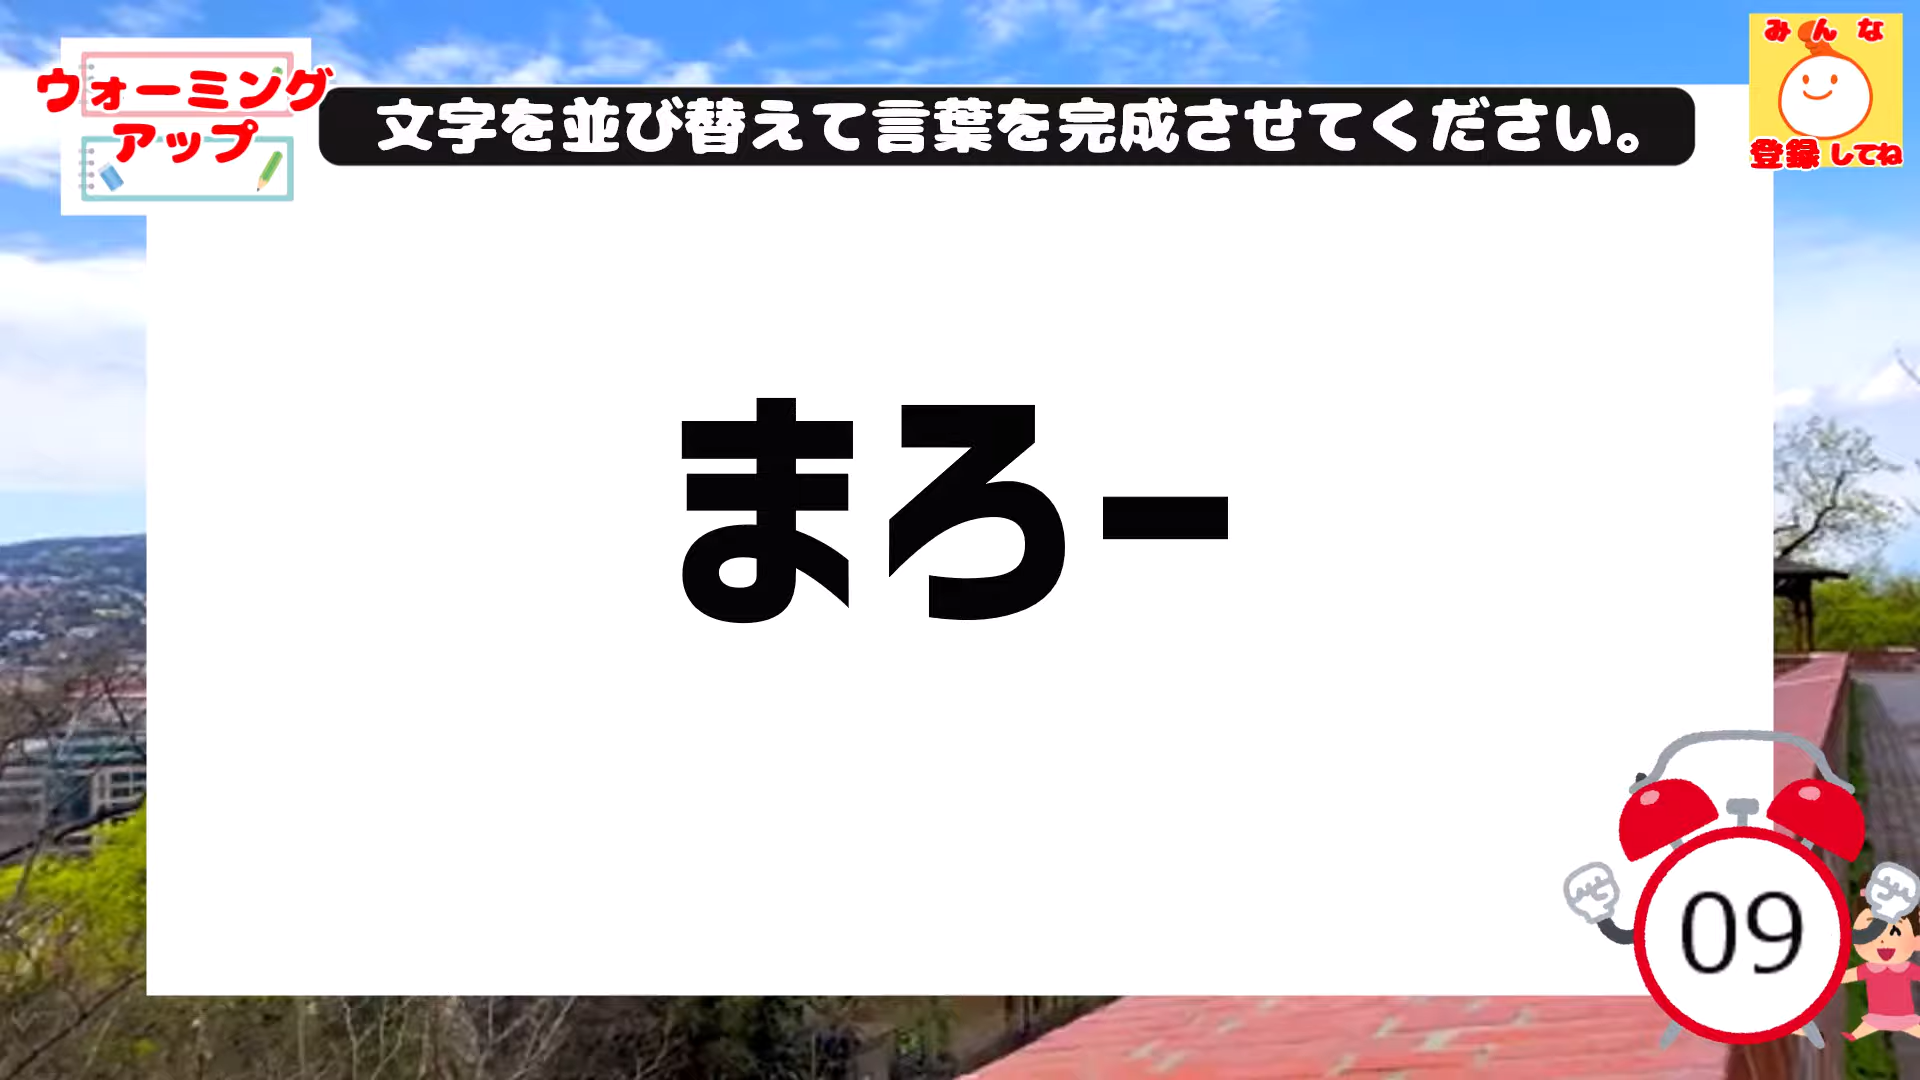 ウォーミング
アップ
文字を並び替えて言葉を完成させてください。
みんな
登録してね
まろー
09